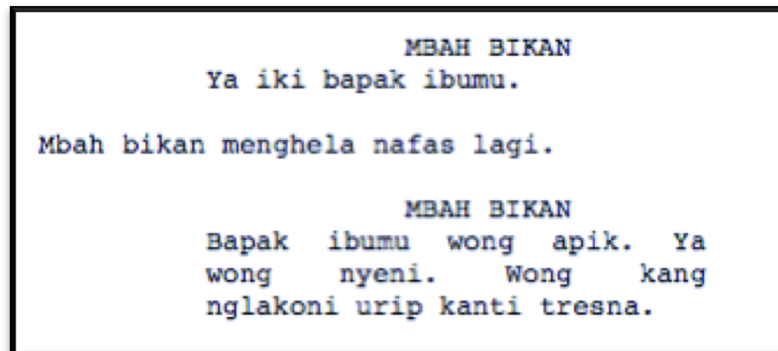 MBAH BIKAN
Ya iki bapak ibumu.
Mbah bikan menghela nafas lagi.
MBAH BIKAN
Bapak ibumu wong apik. Ya
wong nyeni. Wong kang
nglakoni urip kanti tresna.